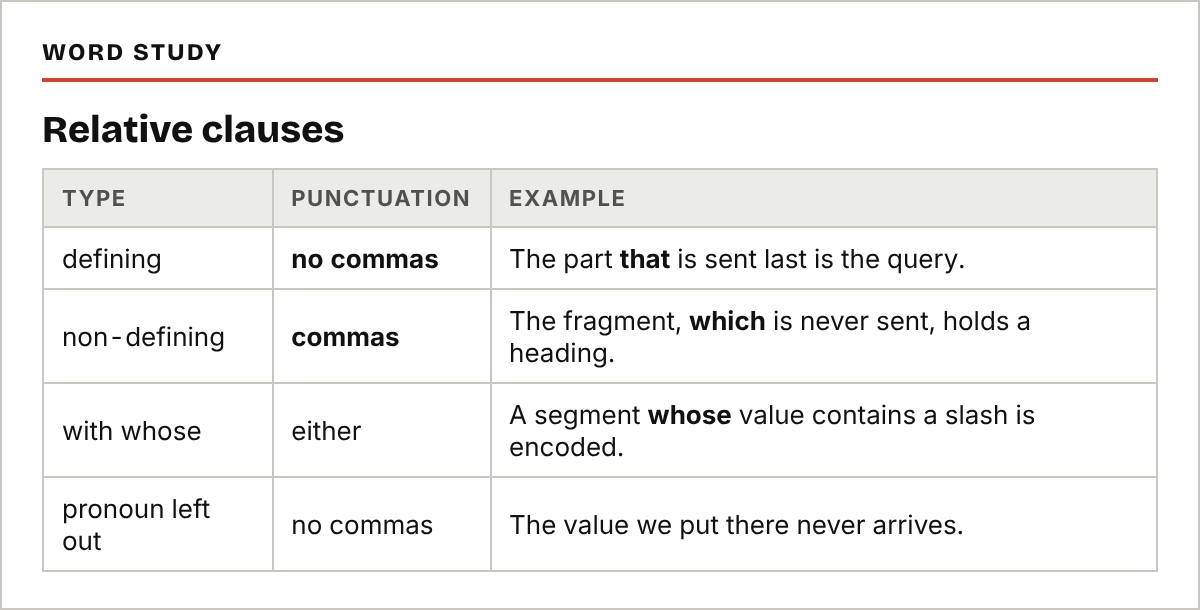 WORD STUDY
Relative clauses
TYPE PUNCTUATION EXAMPLE
defining no commas The part that is sent last is the query.
non-defining commas The fragment, which is never sent, holds a
heading.
with whose either A segment whose value contains a slash is
encoded.
pronoun left
out no commas The value we put there never arrives.